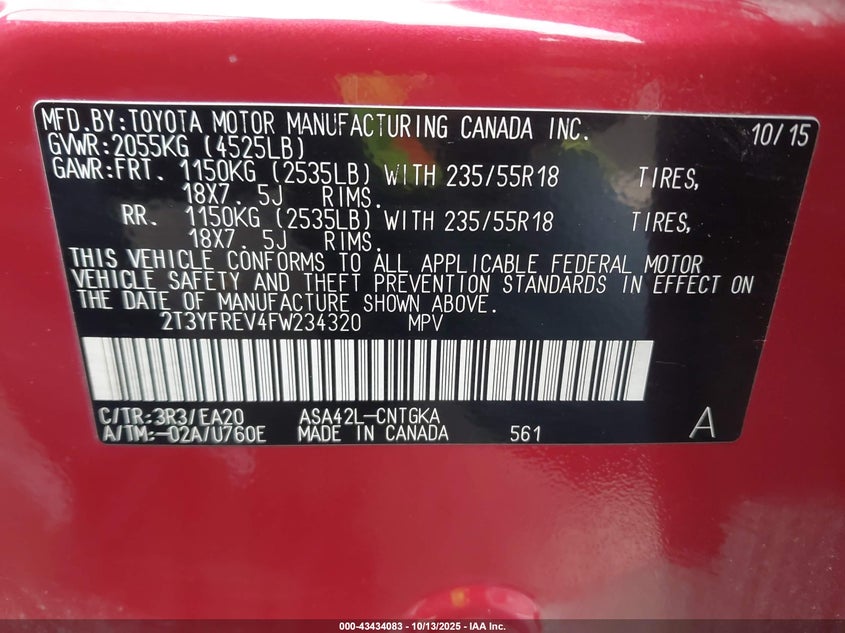 MFD.BY:TOYOTA MOTOR MANUFACTURING CANADA INC. 10/15
GVWR:2055KG (4525LB)
GAWR:FRT. 1150KG (2535LB) WITH 235/55R18 TIRES,
18X7. 5J RIMS.
RR. 1150KG (2535LB) WITH 235/55R18 TIRES,
18X7. 5J RIMS.
THIS VEHICLE CONFORMS TO ALL APPLICABLE FEDERAL MOTOR
VEHICLE SAFETY AND THEFT PREVENTION STANDARDS IN EFFECT ON
THE DATE OF MANUFACTURE SHOWN ABOVE.
2T3YFREV4FW234320 MPV
C/TR:3R3/EA20 ASA42L-CNTGKA
A/TM:-02A/U760E MADE IN CANADA 561 A
000-43434083 - 10/13/2025 - IAA Inc.